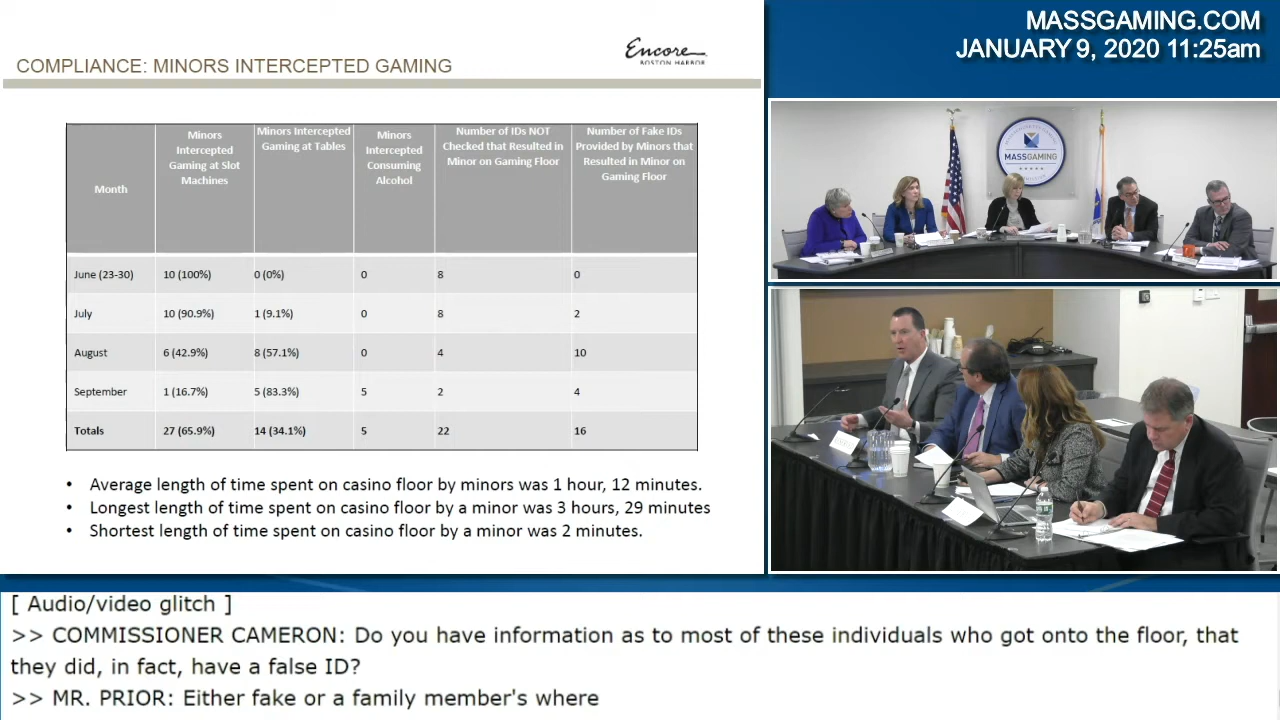 MASSGAMING.COM
JANUARY 9, 2020 11:25am
Encore
BOSTON HARBOR
COMPLIANCE: MINORS INTERCEPTED GAMING
Month
Minors
Intercepted
Gaming at Slot
Machines
Minors Intercepted
Gaming at Tables
Minors
Intercepted
Consuming
Alcohol
Number of IDs NOT
Checked that Resulted in
Minor on Gaming Floor
Number of Fake IDs
Provided by Minors that
Resulted in Minor on
Gaming Floor
June (23-30) 10 (100%) 0 (0%) 0 8 0
July 10 (90.9%) 1 (9.1%) 0 8 2
August 6 (42.9%) 8 (57.1%) 0 4 10
September 1 (16.7%) 5 (83.3%) 5 2 4
Totals 27 (65.9%) 14 (34.1%) 5 22 16
• Average length of time spent on casino floor by minors was 1 hour, 12 minutes.
• Longest length of time spent on casino floor by a minor was 3 hours, 29 minutes
• Shortest length of time spent on casino floor by a minor was 2 minutes.
MASSGAMING
[ Audio/video glitch ]
>> COMMISSIONER CAMERON: Do you have information as to most of these individuals who got onto the floor, that
they did, in fact, have a false ID?
>> MR. PRIOR: Either fake or a family member's where